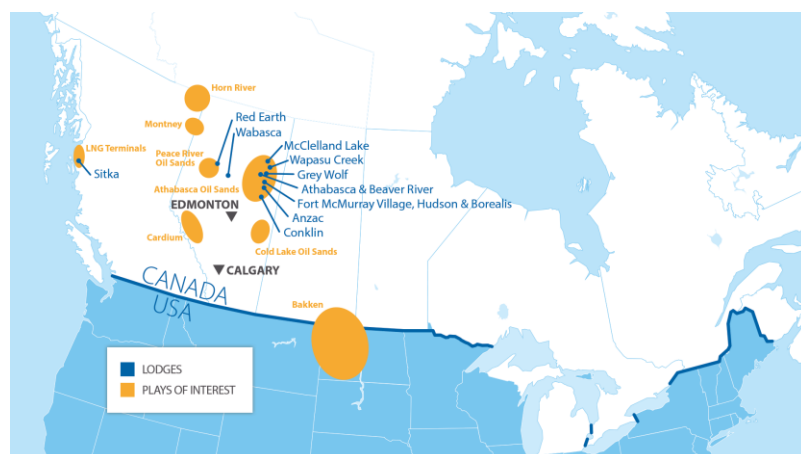 Horn River
Montney
Red Earth
Wabasca
LNG Terminals
Peace River
Oil Sands
McClelland Lake
Wapasu Creek
Sitka
Grey Wolf
Athabasca Oil Sands
Athabasca & Beaver River
Fort McMurray Village, Hudson & Borealis
EDMONTON
Anzac
Conklin
Cardium
Cold Lake Oil Sands
CALGARY
CANADA
USA
Bakken
LODGES
PLAYS OF INTEREST